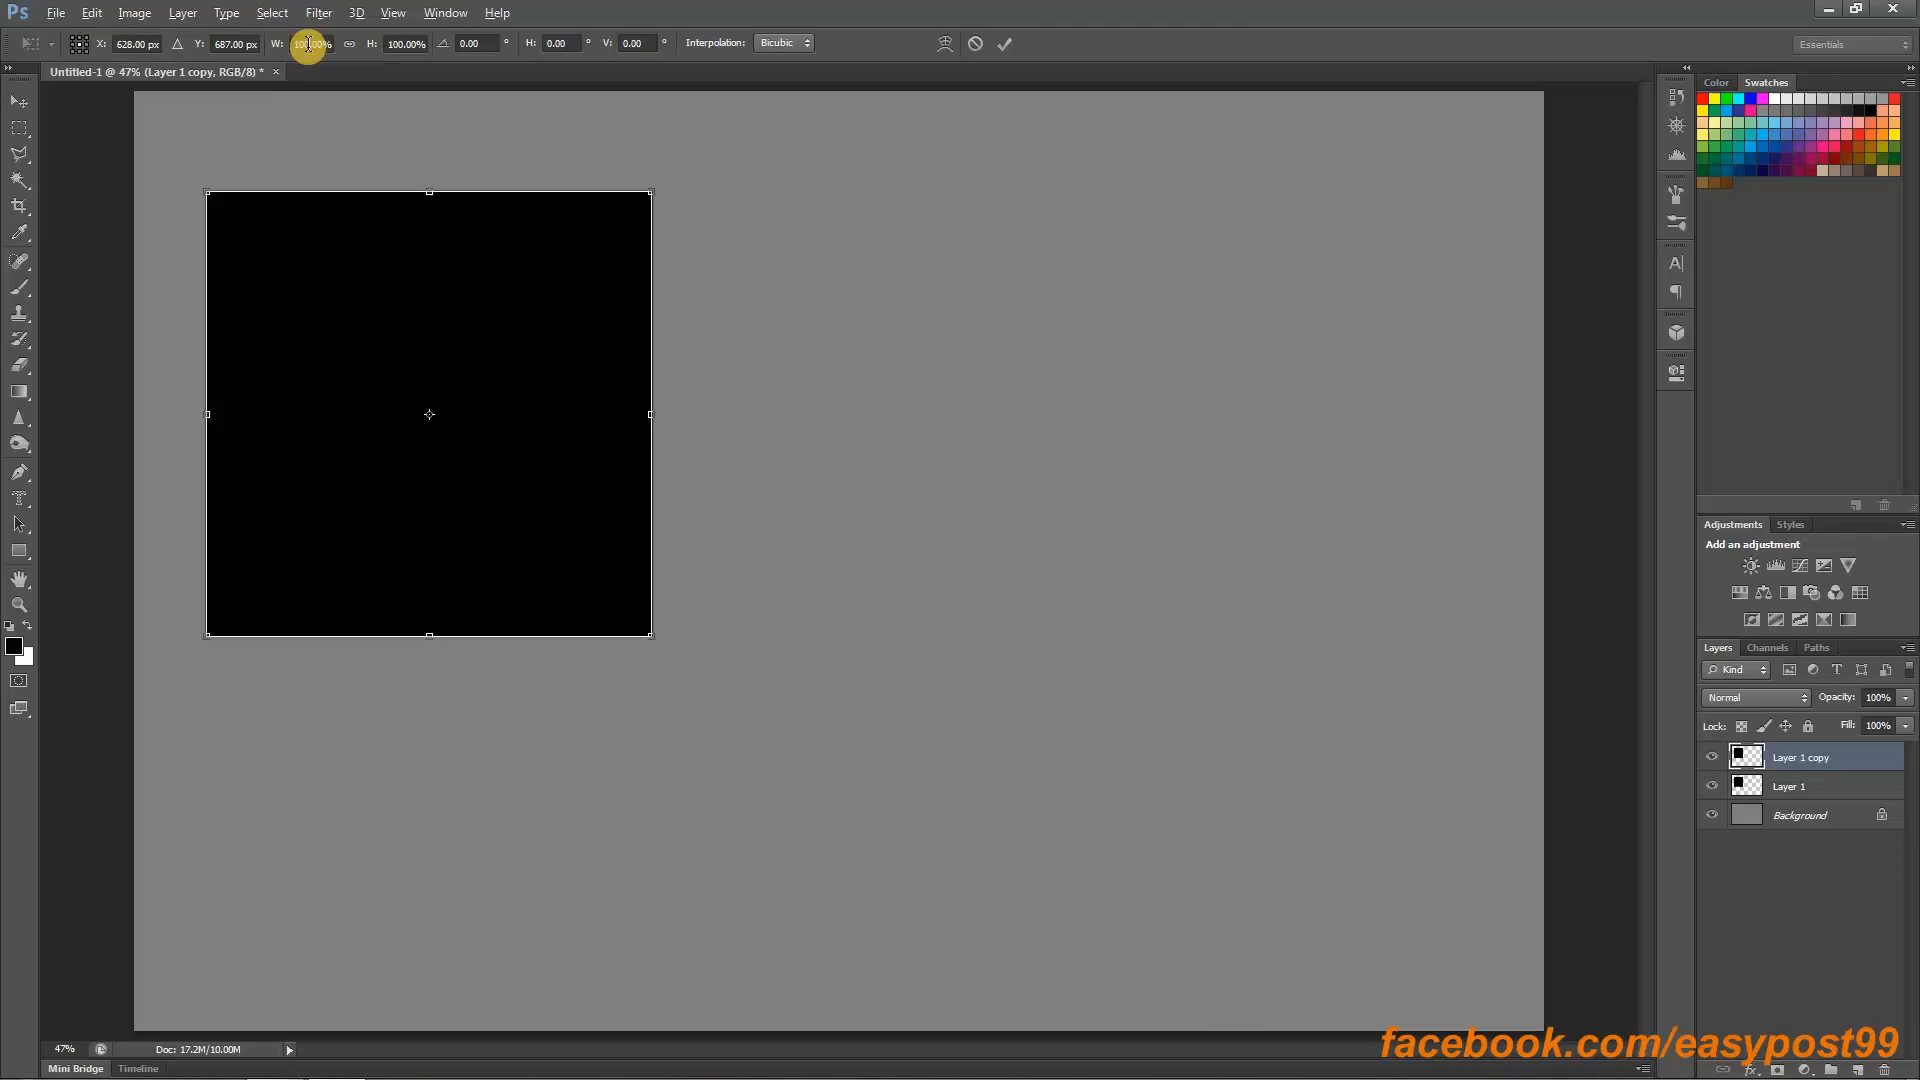 Ps File Edit Image Layer Type Select Filter 3D View Window Help
X: 628.00 px Y: 687.00 px W: 100.00% H: 100.00% 0.00 ° H: 0.00 ° V: 0.00 ° Interpolation: Bicubic Essentials
Untitled-1 @ 47% (Layer 1 copy, RGB/8) * ×
Color Swatches
Adjustments Styles
Add an adjustment
Layers Channels Paths
Kind
Normal Opacity: 100%
Lock: Fill: 100%
Layer 1 copy
Layer 1
Background
47% Doc: 17.2M/10.00M
facebook.com/easypost99
Mini Bridge Timeline